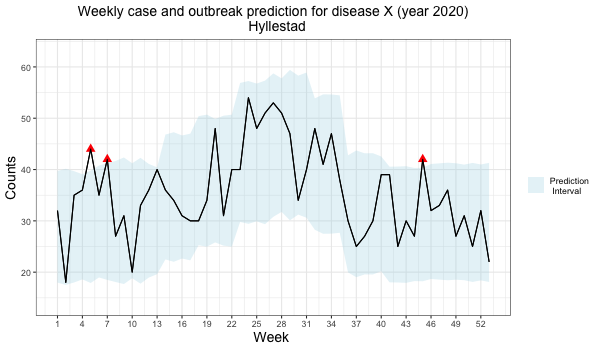 Weekly case and outbreak prediction for disease X (year 2020)
Hyllestad
Counts
60
50
40
30
20
1 4 7 10 13 16 19 22 25 28 31 34 37 40 43 46 49 52
Week
Prediction
Interval